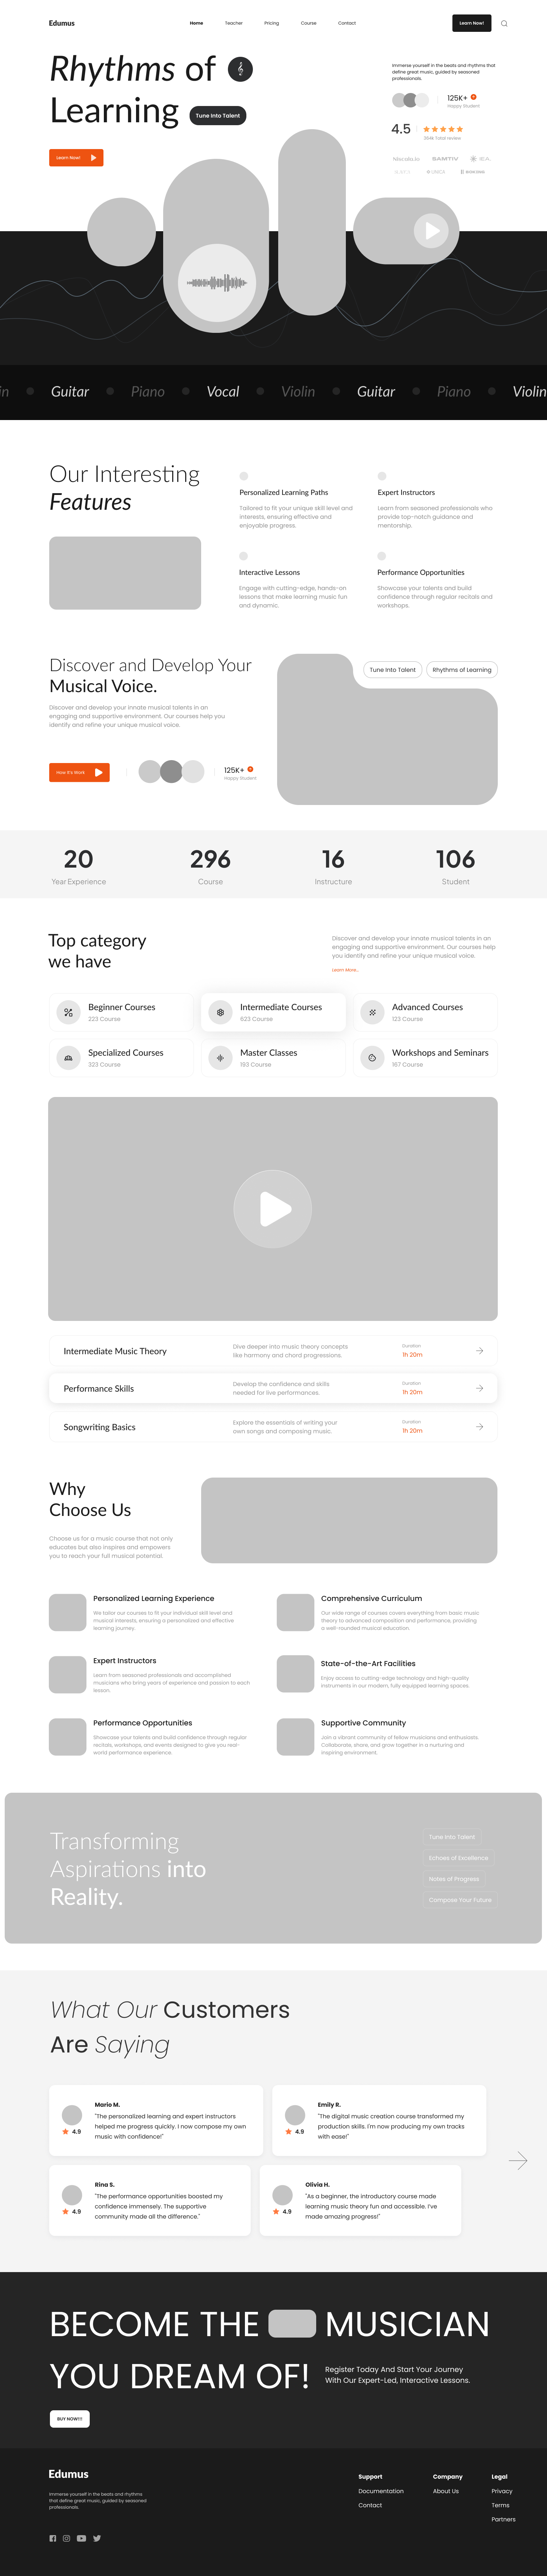 Edumus
Home
Teacher
Pricing
Course
Contact
Learn Now!
Rhythms of
Learning
Tune Into Talent
Learn Now!
Immerse yourself in the beats and rhythms that
define great music, guided by seasoned
professionals.
125K+
Happy Student
4.5
Guitar
Piano
Vocal
Violin
Guitar
Piano
Violin
Our Interesting
Features
Personalized Learning Paths
Tailored to fit your unique skill level and
interests, ensuring effective and
enjoyable progress.
Expert Instructors
Learn from seasoned professionals who
provide top-notch guidance and
mentorship.
Interactive Lessons
Engage with cutting-edge, hands-on
lessons that make learning music fun
and dynamic.
Performance Opportunities
Showcase your talents and build
confidence through regular recitals and
workshops.
Discover and Develop Your
Musical Voice.
Discover and develop your innate musical talents in an
engaging and supportive environment. Our courses help you
identify and refine your unique musical voice.
How It's Work
125K+
Happy Student
Tune Into Talent
Rhythms of Learning
20
Year Experience
296
Course
16
Instructure
106
Student
Top category
we have
Discover and develop your innate musical talents in an
engaging and supportive environment. Our courses help
you identify and refine your unique musical voice.
Learn More..
Beginner Courses
223 Course
Intermediate Courses
523 Course
Advanced Courses
123 Course
Specialized Courses
323 Course
Master Classes
193 Course
Workshops and Seminars
167 Course
Intermediate Music Theory
Dive deeper into music theory concepts
like harmony and chord progressions.
Duration
1h 20m
Performance Skills
Develop the confidence and skills
needed for live performances.
Duration
1h 20m
Songwriting Basics
Explore the essentials of writing your
own songs and composing music.
Duration
1h 20m
Why
Choose Us
Choose us for a music course that not only
educates but also inspires and empowers
you to reach your full musical potential.
Personalized Learning Experience
We tailor our courses to fit your individual skill level and
musical interests, ensuring a personalized and effective
learning journey.
Comprehensive Curriculum
Our wide range of courses covers everything from basic music
theory to advanced composition and performance, providing
a well-rounded musical education.
Expert Instructors
Learn from seasoned professionals and accomplished
musicians who bring years of experience and passion to each
lesson.
State-of-the-Art Facilities
Enjoy access to cutting-edge technology and high-quality
instruments in our modern, fully equipped learning spaces.
Performance Opportunities
Showcase your talents and build confidence through regular
recitals, workshops, and events designed to give you real-
world performance experience.
Supportive Community
Join a vibrant community of fellow musicians and enthusiasts.
Collaborate, share, and grow together in a nurturing and
inspiring environment.
Transforming
Aspirations into
Reality.
Tune Into Talent
Echoes of Excellence
Notes of Progress
Compose Your Future
What Our Customers
Are Saying
Mario M.
"The personalized learning and expert instructors
helped me progress quickly. I now compose my own
music with confidence!"
4.9
Emily R.
"The digital music creation course transformed my
production skills. I'm now producing my own tracks
with ease!"
4.9
Rina S.
"The performance opportunities boosted my
confidence immensely. The supportive
community made all the difference."
4.9
Olivia H.
"As a beginner, the introductory course made
learning music theory fun and accessible. I've
made amazing progress!"
4.9
BECOME THE MUSICIAN
YOU DREAM OF!
Register Today And Start Your Journey
With Our Expert-Led, Interactive Lessons.
BUY NOW!!!
Edumus
Immerse yourself in the beats and rhythms
that define great music, guided by seasoned
professionals.
Support
Documentation
Contact
Company
About Us
Legal
Privacy
Terms
Partners